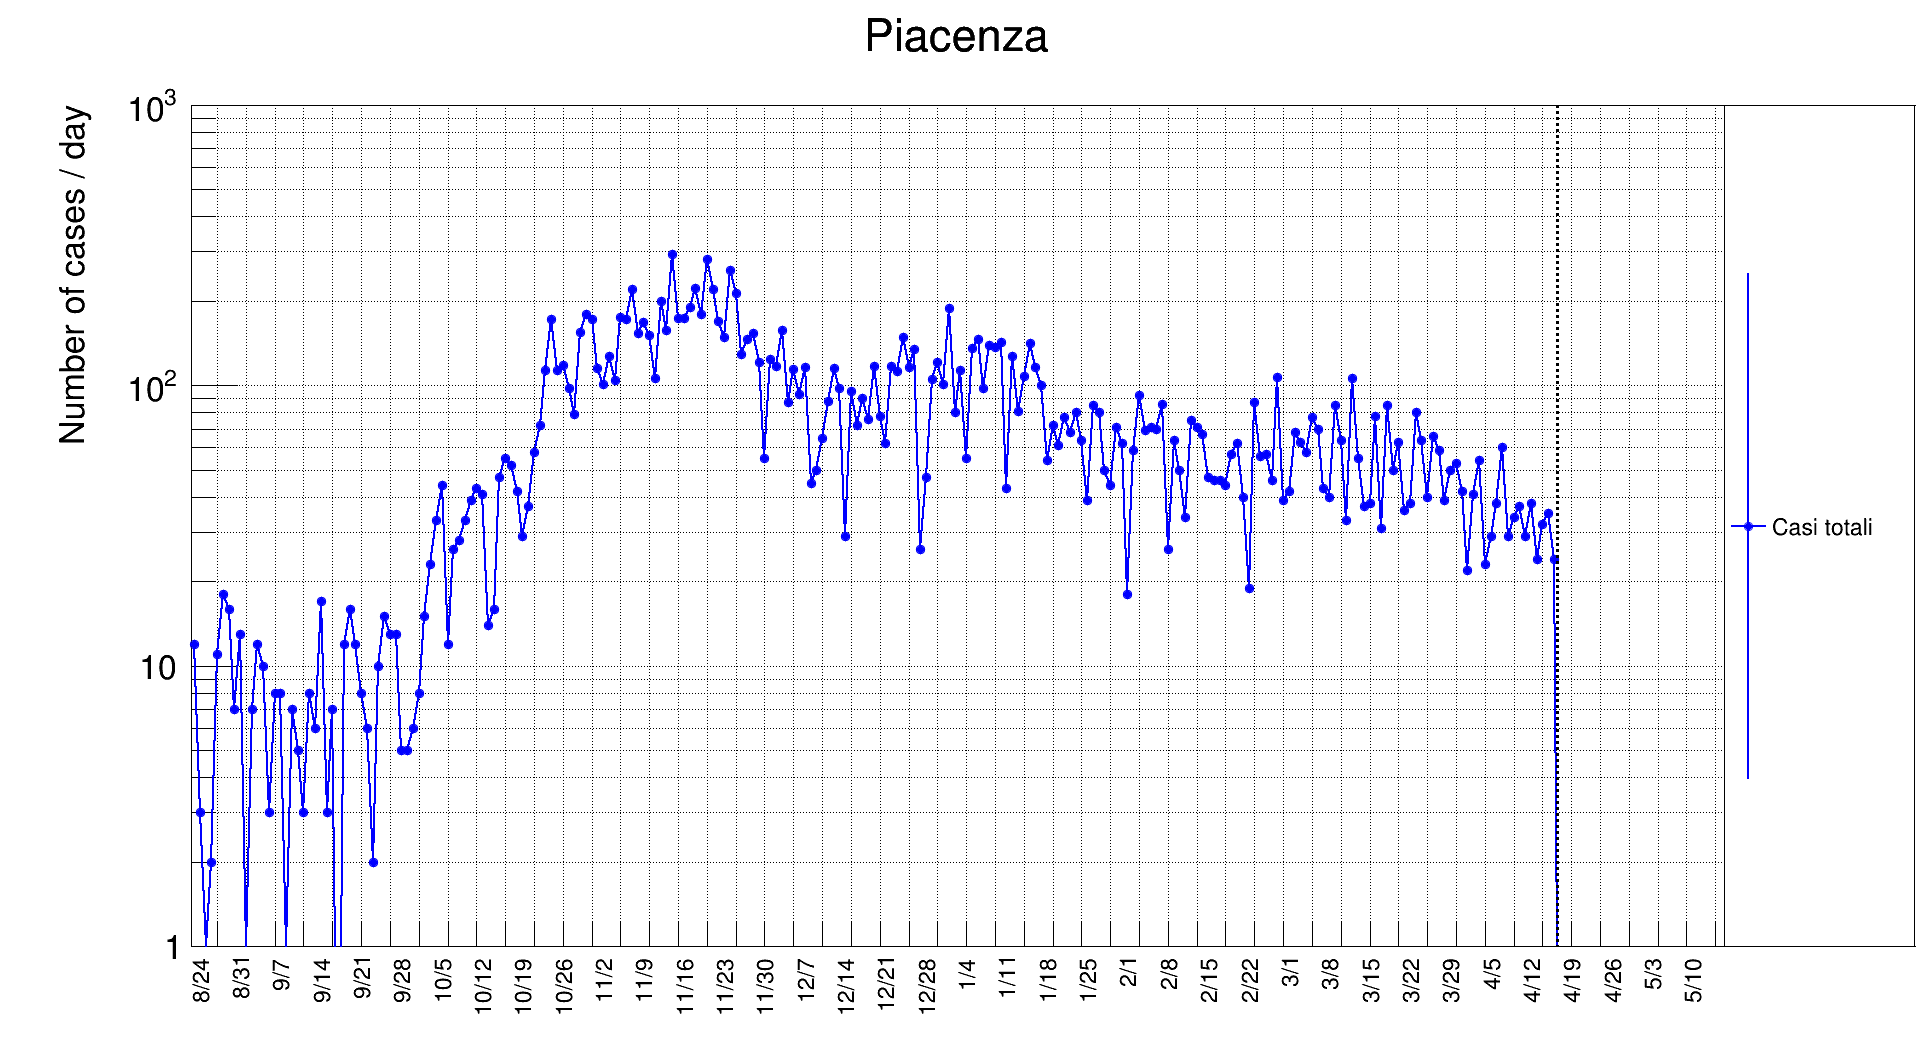 Piacenza
Number of cases / day
10³
10²
10
1
8/24 8/31 9/7 9/14 9/21 9/28 10/5 10/12 10/19 10/26 11/2 11/9 11/16 11/23 11/30 12/7 12/14 12/21 12/28 1/4 1/11 1/18 1/25 2/1 2/8 2/15 2/22 3/1 3/8 3/15 3/22 3/29 4/5 4/12 4/19 4/26 5/3 5/10
Casi totali